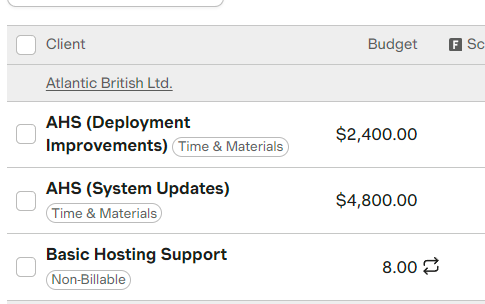 Client Budget F Sc
Atlantic British Ltd.
AHS (Deployment
Improvements) Time & Materials $2,400.00
AHS (System Updates)
Time & Materials $4,800.00
Basic Hosting Support
Non-Billable 8.00